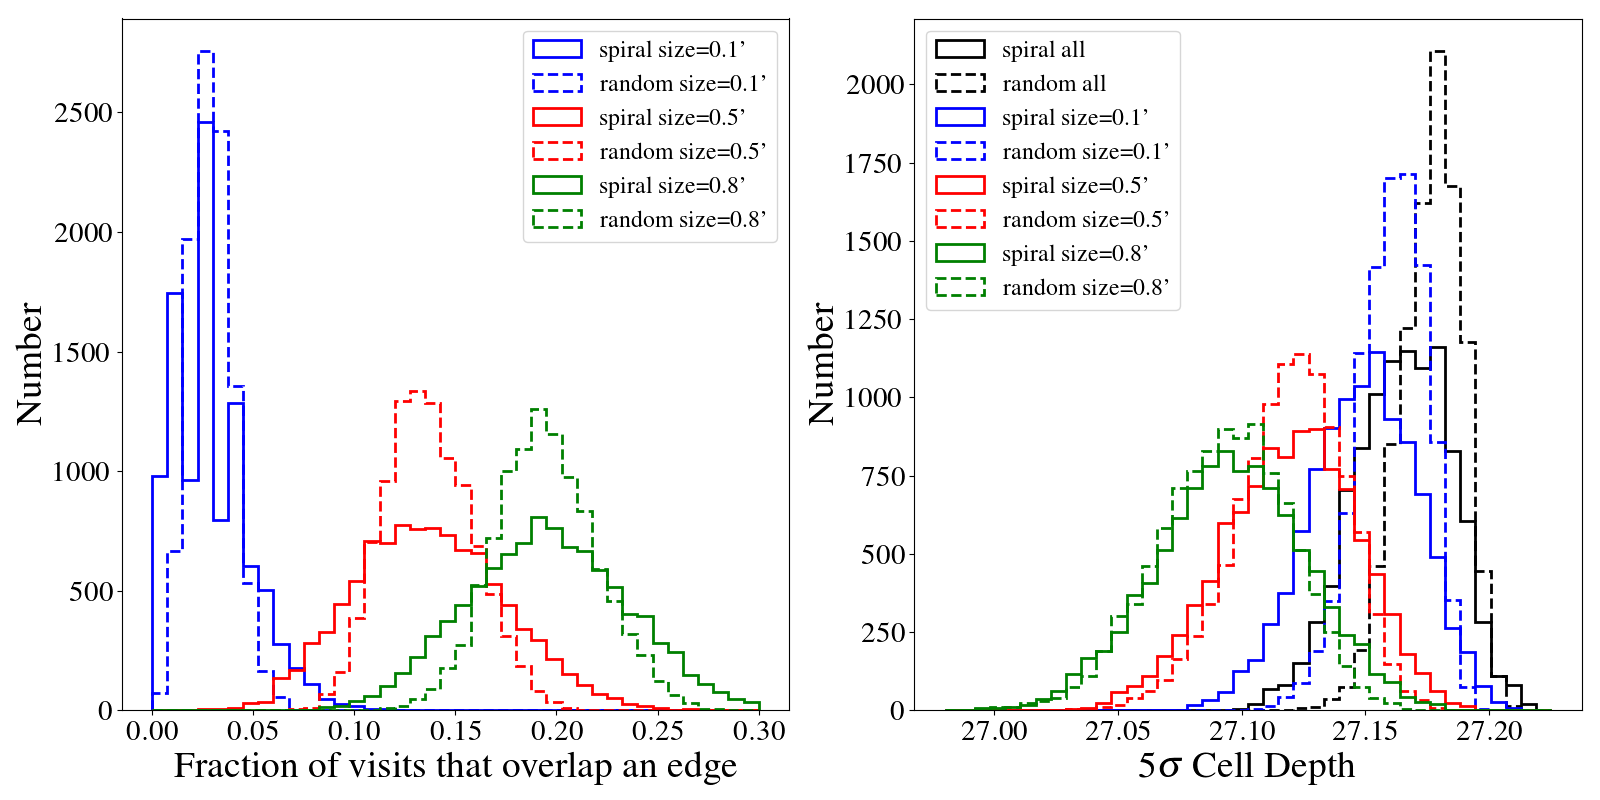 spiral size=0.1’
random size=0.1’
spiral size=0.5’
random size=0.5’
spiral size=0.8’
random size=0.8’
2500
2000
1500
1000
500
0
Number
0.00 0.05 0.10 0.15 0.20 0.25 0.30
Fraction of visits that overlap an edge
spiral all
random all
spiral size=0.1’
random size=0.1’
spiral size=0.5’
random size=0.5’
spiral size=0.8’
random size=0.8’
2000
1750
1500
1250
1000
750
500
250
0
Number
27.00 27.05 27.10 27.15 27.20
5σ Cell Depth